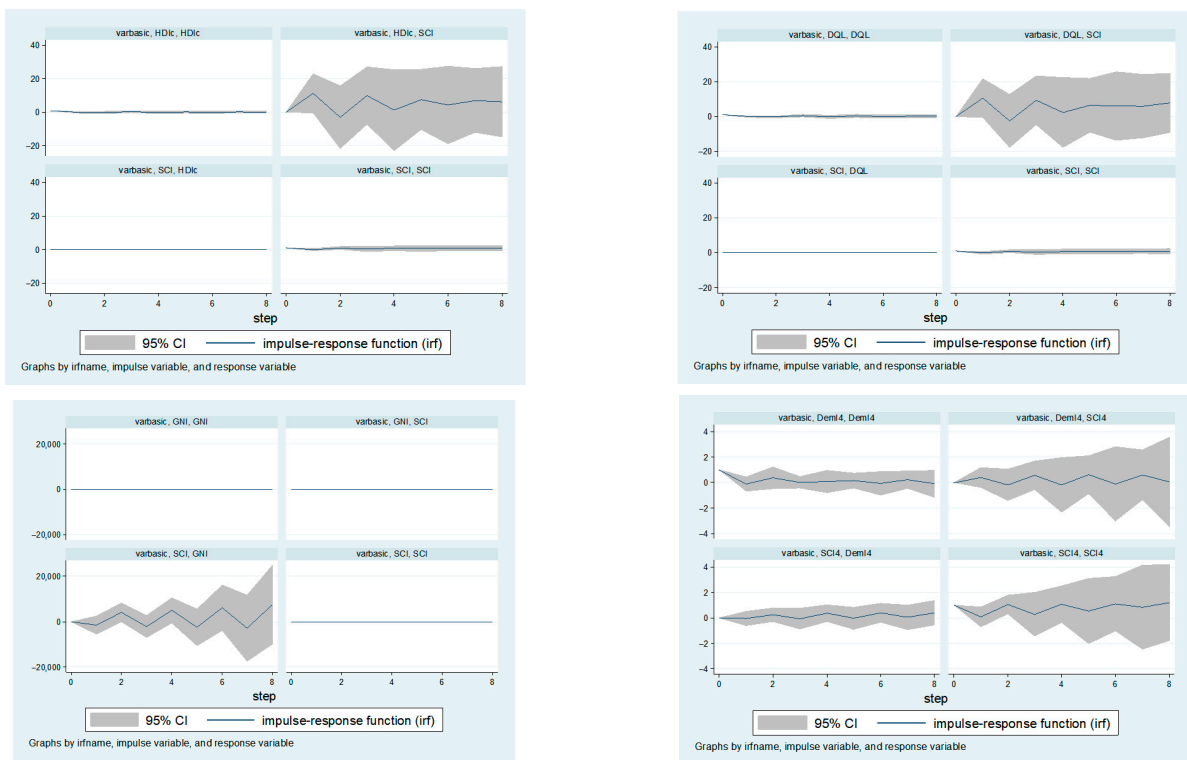 varbasic, HDIc, HDIc
varbasic, HDIc, SCI
40
20
0
−20
varbasic, SCI, HDIc
varbasic, SCI, SCI
40
20
0
−20
0 2 4 6 8
0 2 4 6 8
step
95% CI
impulse-response function (irf)
Graphs by irfname, impulse variable, and response variable
varbasic, DQL, DQL
varbasic, DQL, SCI
40
20
0
−20
varbasic, SCI, DQL
varbasic, SCI, SCI
40
20
0
−20
0 2 4 6 8
0 2 4 6 8
step
95% CI
impulse-response function (irf)
Graphs by irfname, impulse variable, and response variable
varbasic, GNI, GNI
varbasic, GNI, SCI
20,000
0
−20,000
varbasic, SCI, GNI
varbasic, SCI, SCI
20,000
0
−20,000
0 2 4 6 8
0 2 4 6 8
step
95% CI
impulse-response function (irf)
Graphs by irfname, impulse variable, and response variable
varbasic, DemI4, DemI4
varbasic, DemI4, SCI4
4
2
0
−2
−4
varbasic, SCI4, DemI4
varbasic, SCI4, SCI4
4
2
0
−2
−4
0 2 4 6 8
0 2 4 6 8
step
95% CI
impulse-response function (irf)
Graphs by irfname, impulse variable, and response variable